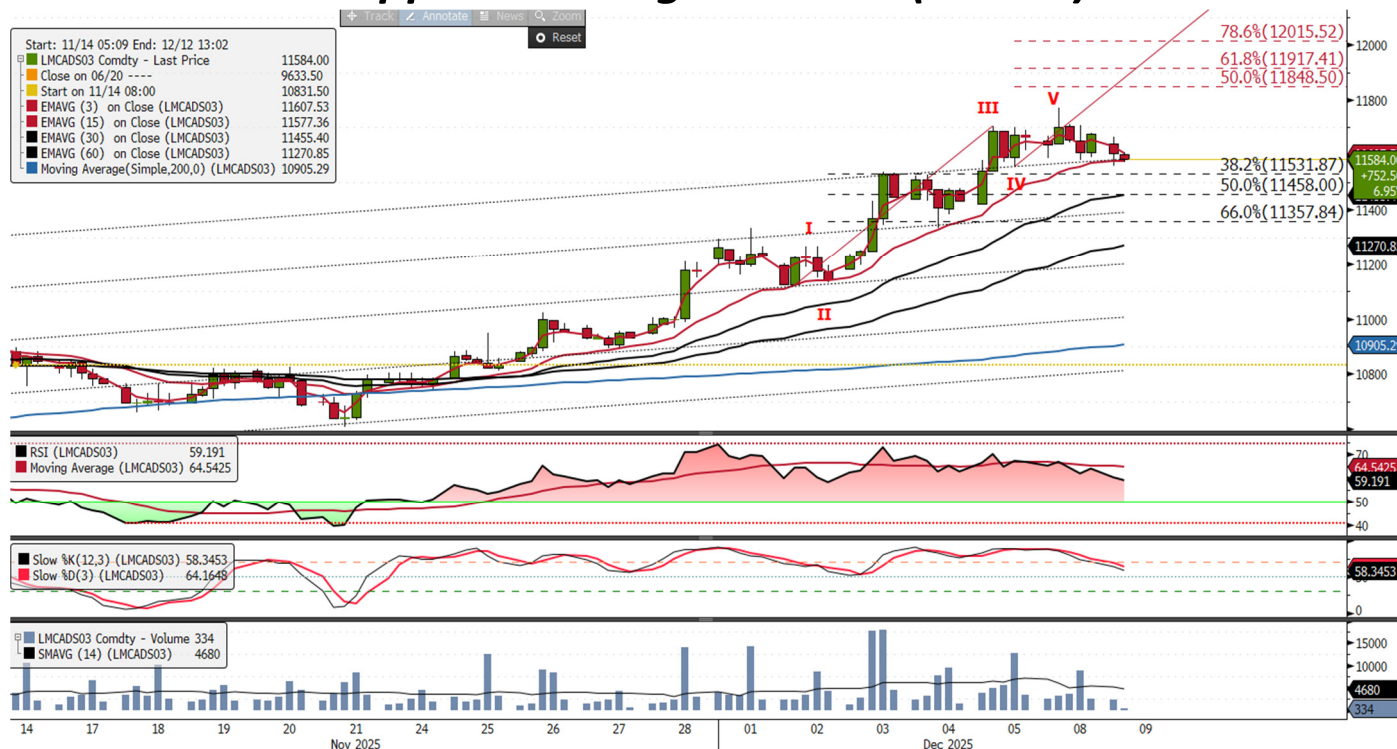 Track Annotate News Zoom
Reset
Start: 11/14 05:09 End: 12/12 13:02
LMCADS03 Comdty - Last Price 11584.00
Close on 06/20 ---- 9633.50
Start on 11/14 08:00 10831.50
EMAVG (3) on Close (LMCADS03) 11607.53
EMAVG (15) on Close (LMCADS03) 11577.36
EMAVG (30) on Close (LMCADS03) 11455.40
EMAVG (60) on Close (LMCADS03) 11270.85
Moving Average(Simple,200,0) (LMCADS03) 10905.29
78.6%(12015.52)
61.8%(11917.41)
50.0%(11848.50)
38.2%(11531.87)
50.0%(11458.00)
66.0%(11357.84)
I
II
III
IV
V
12000
11800
11584.00
+752.50
6.95%
11400
11270.85
11200
11000
10905.29
10800
RSI (LMCADS03) 59.191
Moving Average (LMCADS03) 64.5425
70
64.5425
59.191
50
40
Slow %K(12,3) (LMCADS03) 58.3453
Slow %D(3) (LMCADS03) 64.1648
58.3453
0
LMCADS03 Comdty - Volume 334
SMAVG (14) (LMCADS03) 4680
15000
10000
4680
334
14 17 18 19 20 21 24 25 26 27 28 01 02 03 04 05 08 09
Nov 2025 Dec 2025